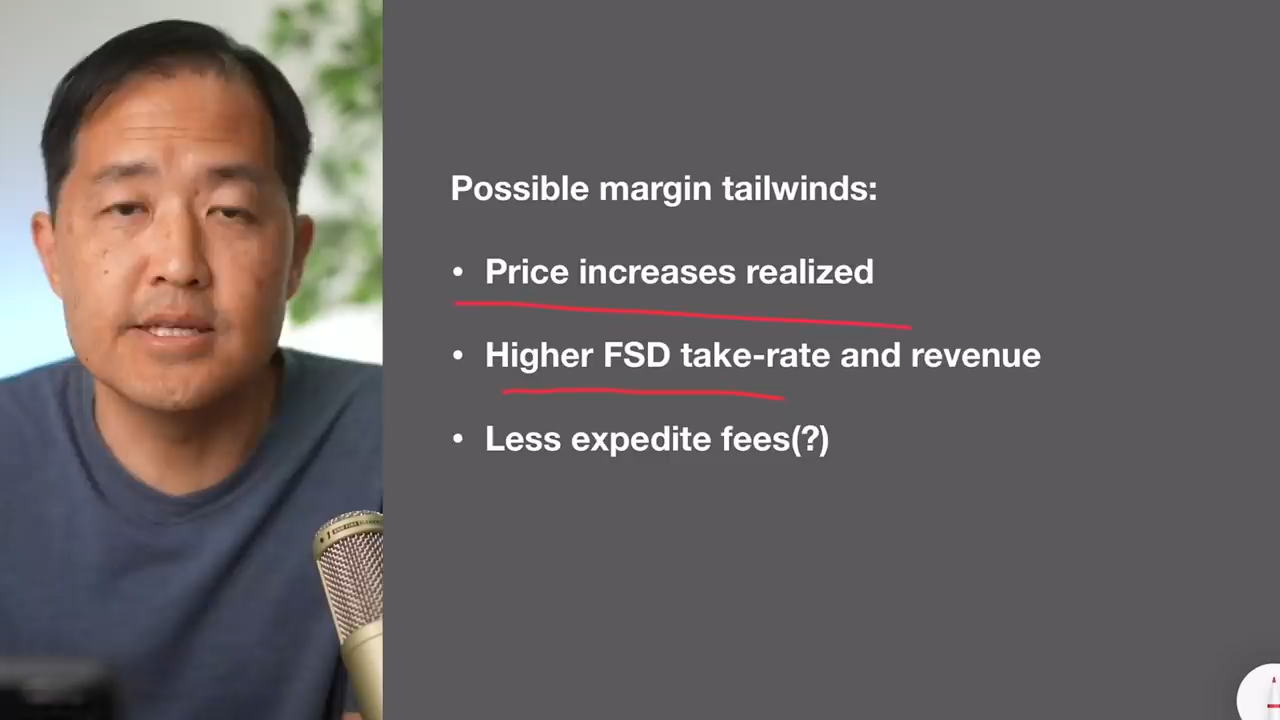 Possible margin tailwinds:
• Price increases realized
• Higher FSD take-rate and revenue
• Less expedite fees(?)